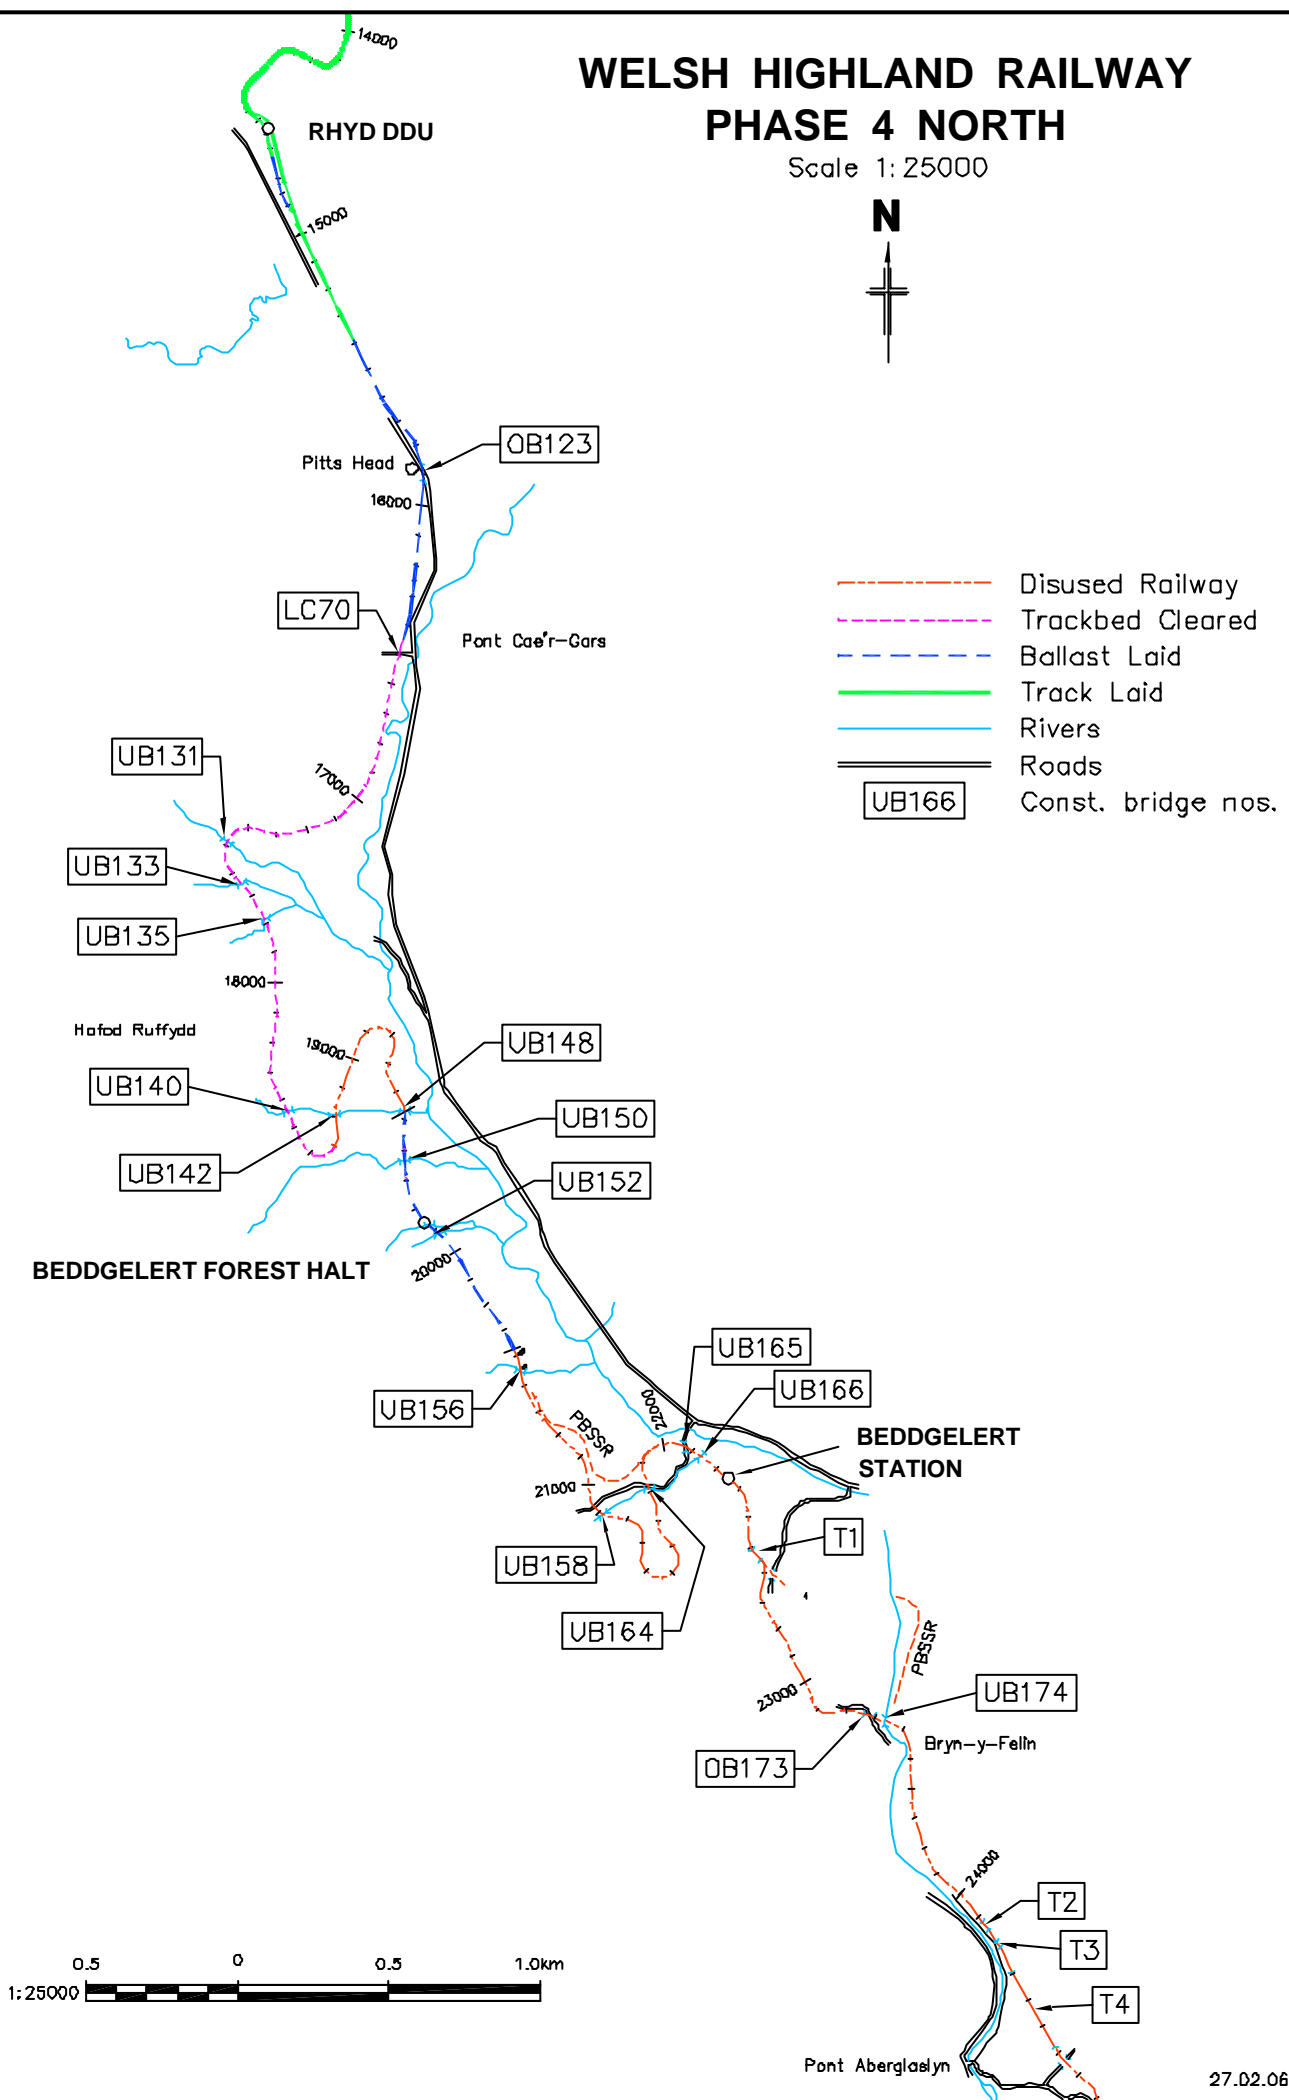 14000
WELSH HIGHLAND RAILWAY
PHASE 4 NORTH
RHYD DDU
Scale 1:25000
N
15000
OB123
Pitts Head
16000
Disused Railway
LC70
Trackbed Cleared
Pont Cae'r-Gors
Ballast Laid
Track Laid
Rivers
UB131
Roads
17000
UB166 Const. bridge nos.
UB133
UB135
18000
Hafod Ruffydd
19000
UB148
UB140
UB150
UB142
UB152
20000
BEDDGELERT FOREST HALT
UB165
UB166
UB156
22000
PBSSR
BEDDGELERT
STATION
21000
T1
UB158
UB164
PBSSR
23000
UB174
Bryn-y-Felin
OB173
24000
T2
T3
0.5 0 0.5 1.0km
1:25000
T4
Pont Aberglaslyn
27.02.06